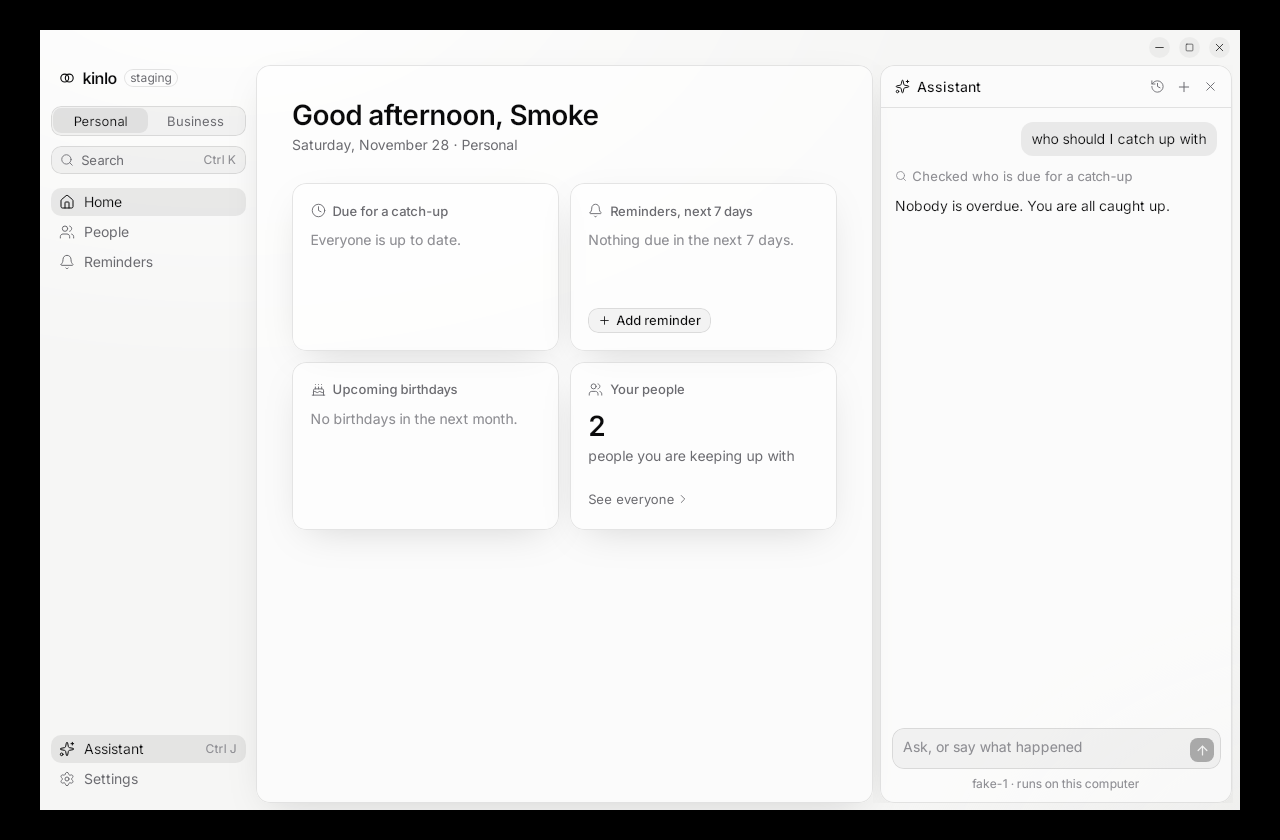 kinlo staging
Personal Business
Search Ctrl K
Home
People
Reminders
Assistant Ctrl J
Settings
Good afternoon, Smoke
Saturday, November 28 · Personal
Due for a catch-up
Everyone is up to date.
Reminders, next 7 days
Nothing due in the next 7 days.
+ Add reminder
Upcoming birthdays
No birthdays in the next month.
Your people
2
people you are keeping up with
See everyone
Assistant
who should I catch up with
Checked who is due for a catch-up
Nobody is overdue. You are all caught up.
Ask, or say what happened
fake-1 · runs on this computer